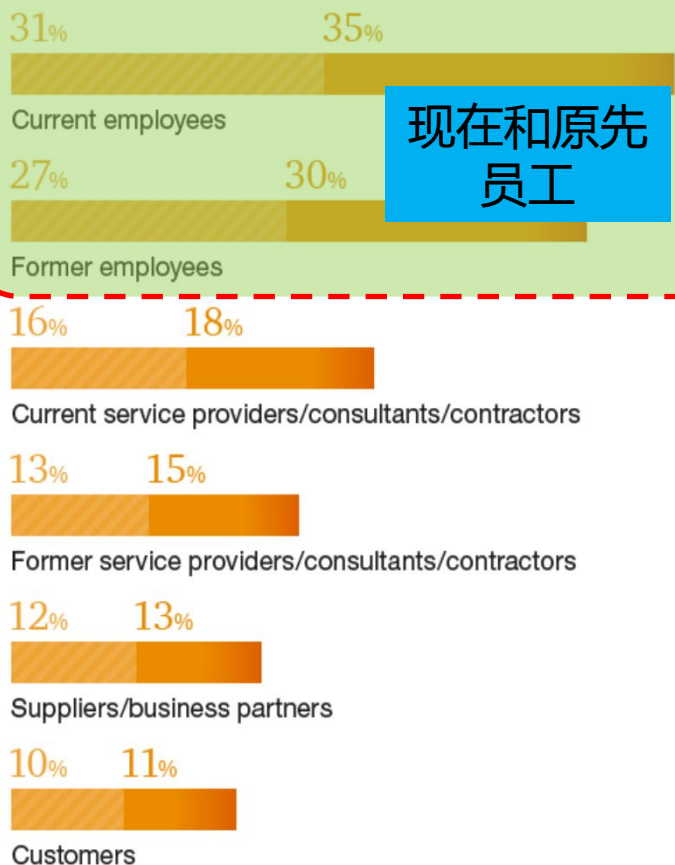 31% 35%
Current employees
现在和原先
员工
27% 30%
Former employees
16% 18%
Current service providers/consultants/contractors
13% 15%
Former service providers/consultants/contractors
12% 13%
Suppliers/business partners
10% 11%
Customers